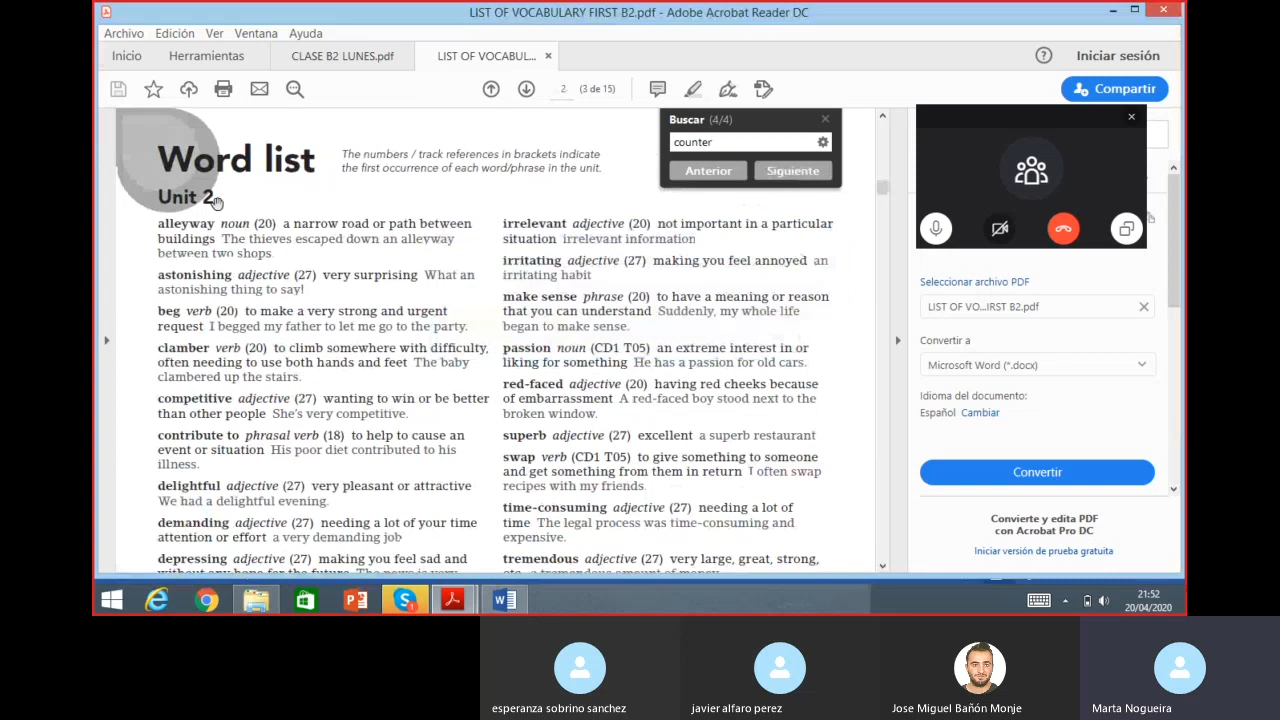 LIST OF VOCABULARY FIRST B2.pdf - Adobe Acrobat Reader DC
Archivo Edición Ver Ventana Ayuda
Inicio Herramientas CLASE B2 LUNES.pdf LIST OF VOCABUL... × Iniciar sesión
2 (3 de 15) Compartir
Buscar (4/4)
counter
Anterior Siguiente
Word list
The numbers / track references in brackets indicate
the first occurrence of each word/phrase in the unit.
Unit 2
alleyway noun (20) a narrow road or path between
buildings The thieves escaped down an alleyway
between two shops.
astonishing adjective (27) very surprising What an
astonishing thing to say!
beg verb (20) to make a very strong and urgent
request I begged my father to let me go to the party.
clamber verb (20) to climb somewhere with difficulty,
often needing to use both hands and feet The baby
clambered up the stairs.
competitive adjective (27) wanting to win or be better
than other people She's very competitive.
contribute to phrasal verb (18) to help to cause an
event or situation His poor diet contributed to his
illness.
delightful adjective (27) very pleasant or attractive
We had a delightful evening.
demanding adjective (27) needing a lot of your time
attention or effort a very demanding job
depressing adjective (27) making you feel sad and
without any hope for the future The news is very
irrelevant adjective (20) not important in a particular
situation irrelevant information
irritating adjective (27) making you feel annoyed an
irritating habit
make sense phrase (20) to have a meaning or reason
that you can understand Suddenly, my whole life
began to make sense.
passion noun (CD1 T05) an extreme interest in or
liking for something He has a passion for old cars.
red-faced adjective (20) having red cheeks because
of embarrassment A red-faced boy stood next to the
broken window.
superb adjective (27) excellent a superb restaurant
swap verb (CD1 T05) to give something to someone
and get something from them in return I often swap
recipes with my friends.
time-consuming adjective (27) needing a lot of
time The legal process was time-consuming and
expensive.
tremendous adjective (27) very large, great, strong,
etc. a tremendous amount of money
Seleccionar archivo PDF
LIST OF VO...IRST B2.pdf
Convertir a
Microsoft Word (*.docx)
Idioma del documento:
Español Cambiar
Convertir
Convierte y edita PDF
con Acrobat Pro DC
Iniciar versión de prueba gratuita
21:52
20/04/2020
esperanza sobrino sanchez
javier alfaro perez
Jose Miguel Bañón Monje
Marta Nogueira